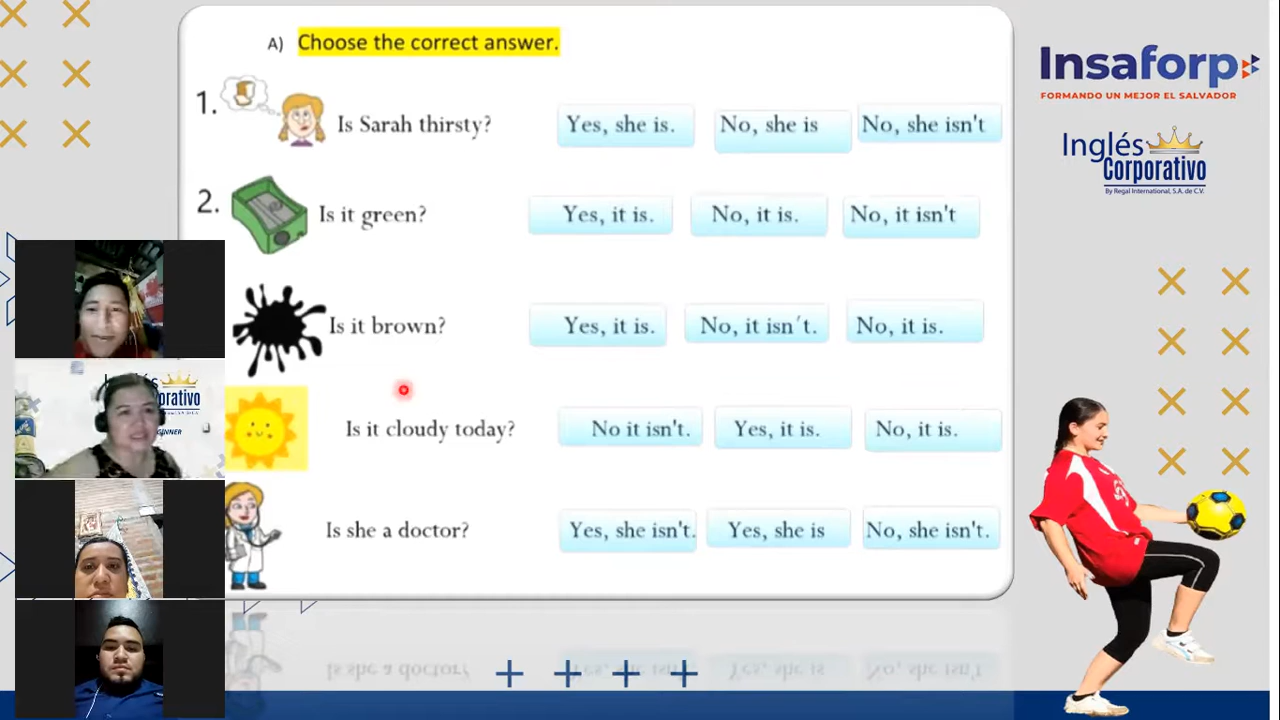 A) Choose the correct answer.
1. Is Sarah thirsty? Yes, she is. No, she is No, she isn't
2. Is it green? Yes, it is. No, it is. No, it isn't
Is it brown? Yes, it is. No, it isn´t. No, it is.
Is it cloudy today? No it isn't. Yes, it is. No, it is.
Is she a doctor? Yes, she isn't. Yes, she is No, she isn't.
Insaforp
FORMANDO UN MEJOR EL SALVADOR
Inglés
Corporativo
By Regal International, S.A. de C.V.